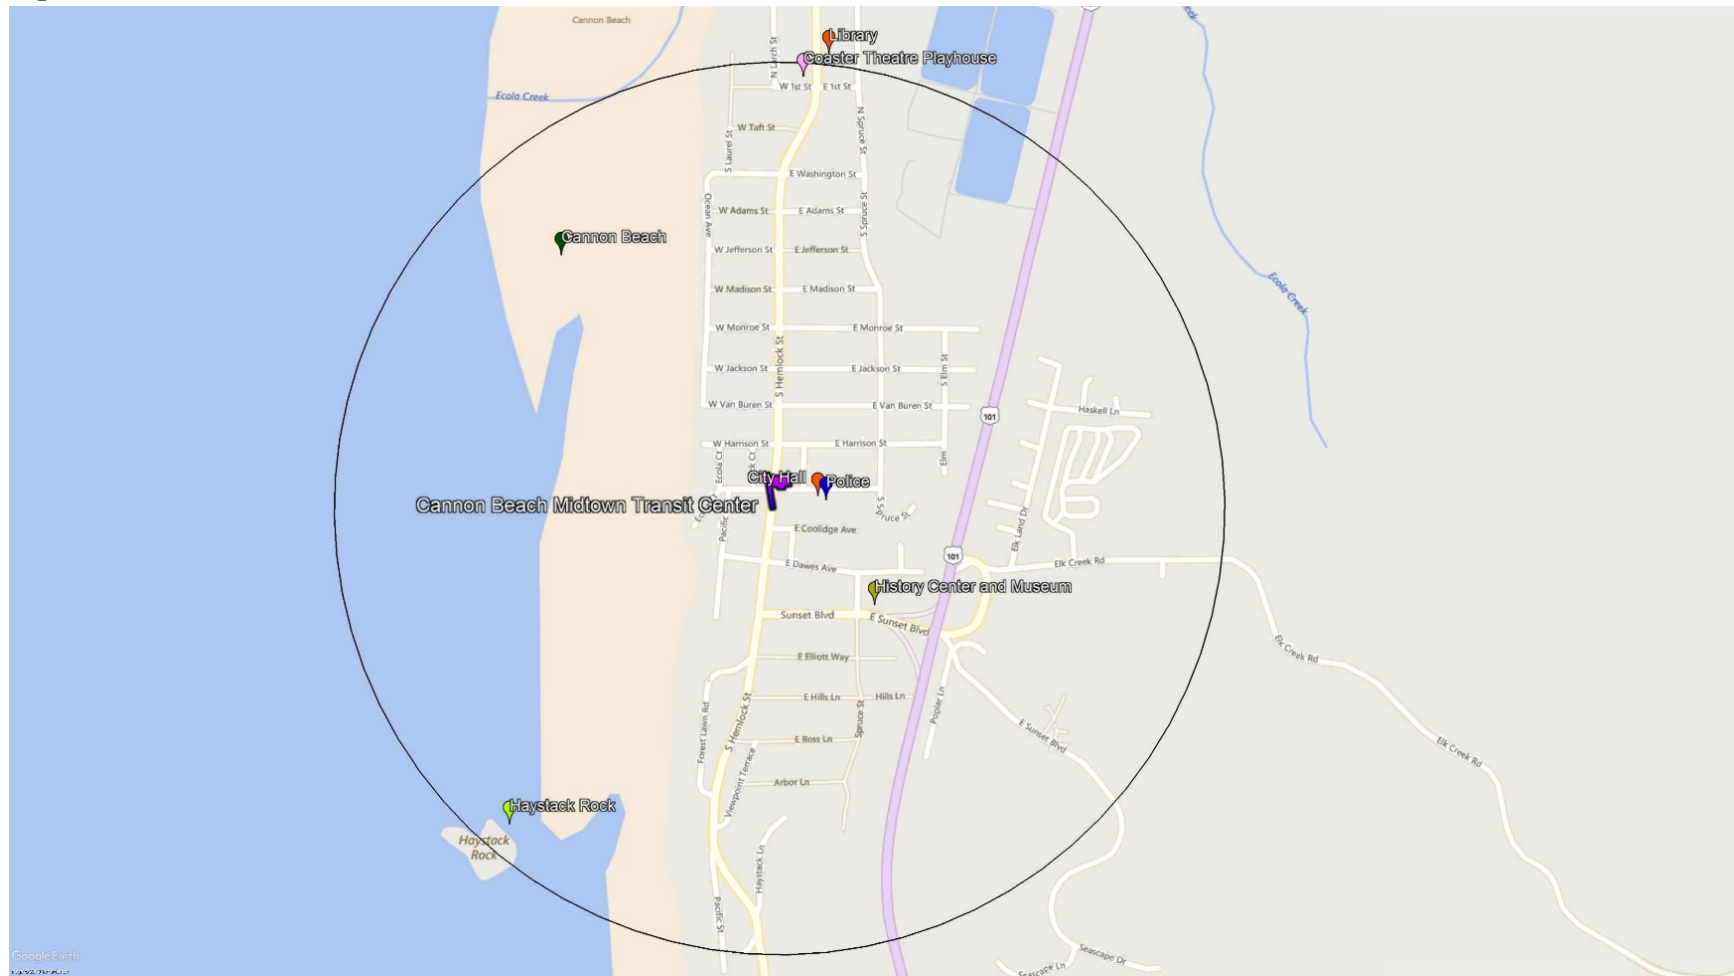 Cannon Beach
Library
Coaster Theatre Playhouse
N Larch St
W 1st St
E 1st St
Ecola Creek
W Taft St
N Spruce St
S Laurel St
E Washington St
Ocean Ave
W Adams St
E Adams St
S Spruce St
Cannon Beach
W Jefferson St
E Jefferson St
W Madison St
E Madison St
Ecola Creek
W Monroe St
E Monroe St
S Hemlock St
W Jackson St
E Jackson St
S Elm St
W Van Buren St
E Van Buren St
101
Haskell Ln
W Harrison St
E Harrison St
Ecola Ct
Elm
City Hall
Police
Cannon Beach Midtown Transit Center
Pacific
Spruce St
E Coolidge Ave
Elk Land Dr
101
E Dawes Ave
Elk Creek Rd
History Center and Museum
Sunset Blvd
E Sunset Blvd
Elk Creek Rd
E Elliott Way
E Hills Ln
Hills Ln
Poplar Ln
Forest Lawn Rd
S Hemlock St
Spruce St
E Ross Ln
E Sunset Blvd
Elk Creek Rd
Viewpoint Terrace
Arbor Ln
Haystack Rock
Haystack
Rock
Haystack Ln
Pacific St
Seascape Dr
Seascape Ln
Google Earth